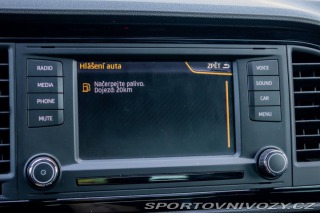 Hlášení auta
ZPĚT
Načerpejte palivo.
Dojezd: 20km
RADIO
MEDIA
PHONE
MUTE
VOICE
SOUND
CAR
MENU
SPORTOVNIVOZY.CZ